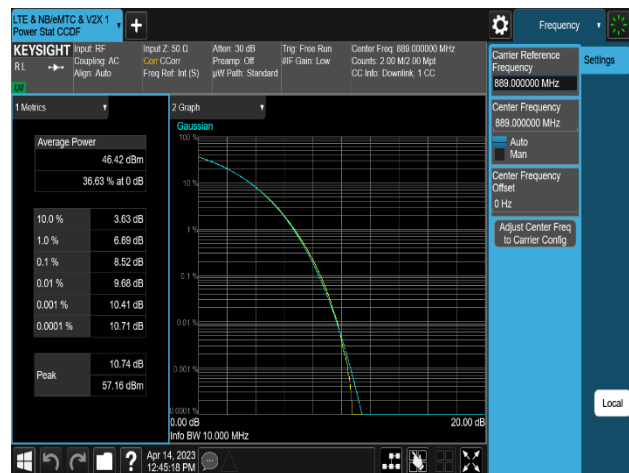 LTE & NB/eMTC & V2X 1
Power Stat CCDF
Frequency
KEYSIGHT
Input: RF
Coupling: AC
Align: Auto
RL
Input Z: 50 Ω
Corr CCorr
Freq Ref: Int (S)
Atten: 30 dB
Preamp: Off
µW Path: Standard
Trig: Free Run
#IF Gain: Low
Center Freq: 889.000000 MHz
Counts: 2.00 M/2.00 Mpt
CC Info: Downlink, 1 CC
1 Metrics
Average Power
46.42 dBm
36.63 % at 0 dB
10.0 % 3.63 dB
1.0 % 6.69 dB
0.1 % 8.52 dB
0.01 % 9.68 dB
0.001 % 10.41 dB
0.0001 % 10.71 dB
Peak
10.74 dB
57.16 dBm
2 Graph
Gaussian
100 %
10 %
1 %
0.1 %
0.01 %
0.001 %
0.0001 %
0.00 dB
20.00 dB
Info BW 10.000 MHz
Carrier Reference
Frequency
889.000000 MHz
Settings
Center Frequency
889.000000 MHz
Auto
Man
Center Frequency
Offset
0 Hz
Adjust Center Freq
to Carrier Config
Local
?
Apr 14, 2023
12:45:18 PM